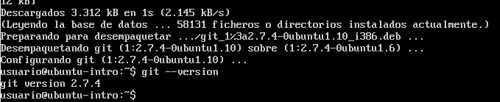 12 kB]
Descargados 3.312 kB en 1s (2.145 kB/s)
(Leyendo la base de datos ... 58131 ficheros o directorios instalados actualmente.)
Preparando para desempaquetar .../git_1%3a2.7.4-0ubuntu1.10_i386.deb ...
Desempaquetando git (1:2.7.4-0ubuntu1.10) sobre (1:2.7.4-0ubuntu1.6) ...
Configurando git (1:2.7.4-0ubuntu1.10) ...
usuario@ubuntu-intro:~$ git --version
git version 2.7.4
usuario@ubuntu-intro:~$